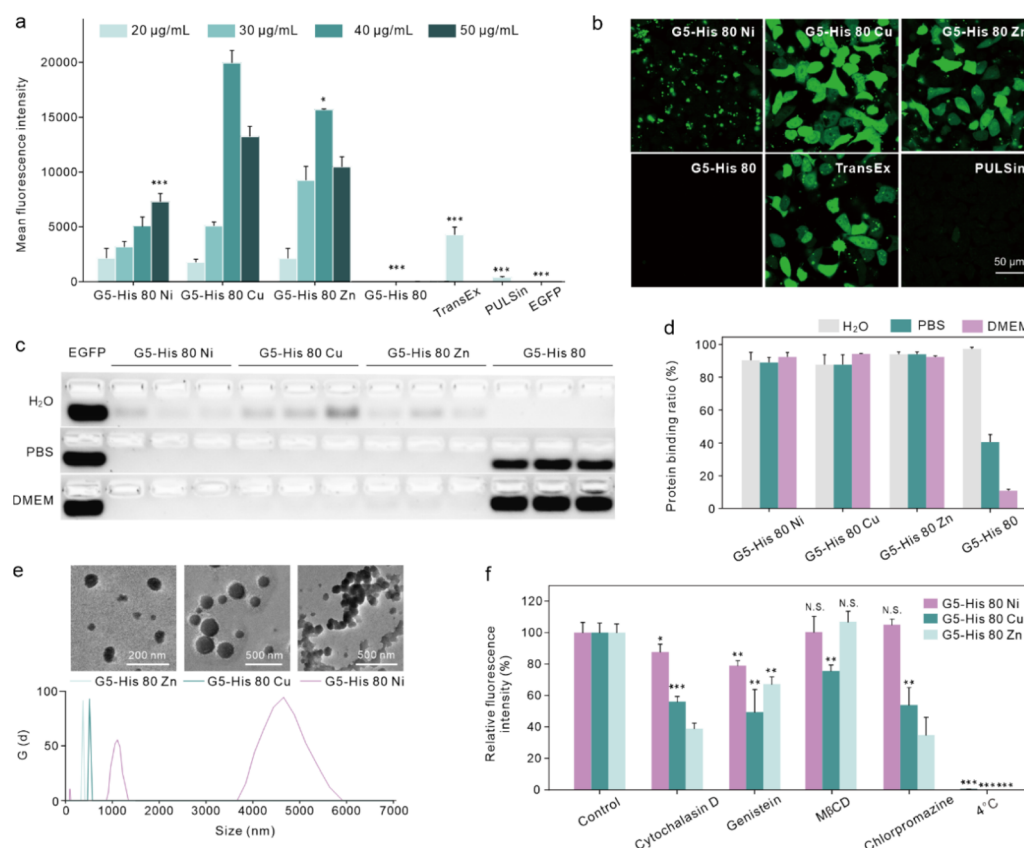 a
20 µg/mL 30 µg/mL 40 µg/mL 50 µg/mL
Mean fluorescence intensity
20000
15000
10000
5000
0
***
*
***
***
***
***
G5-His 80 Ni G5-His 80 Cu G5-His 80 Zn G5-His 80 TransEx PULSin EGFP
b
G5-His 80 Ni G5-His 80 Cu G5-His 80 Zn
G5-His 80 TransEx PULSin
50 µm
c
EGFP G5-His 80 Ni G5-His 80 Cu G5-His 80 Zn G5-His 80
H₂O
PBS
DMEM
d
H₂O PBS DMEM
Protein binding ratio (%)
100
80
60
40
20
0
G5-His 80 Ni G5-His 80 Cu G5-His 80 Zn G5-His 80
e
200 nm 500 nm 500 nm
G5-His 80 Zn G5-His 80 Cu G5-His 80 Ni
G (d)
100
50
0
0 1000 2000 3000 4000 5000 6000 7000
Size (nm)
f
G5-His 80 Ni
G5-His 80 Cu
G5-His 80 Zn
Relative fluorescence
intensity (%)
120
100
80
60
40
20
0
* *** ** ** ** N.S. ** N.S. N.S. ** *** *** ***
Control Cytochalasin D Genistein MβCD Chlorpromazine 4°C